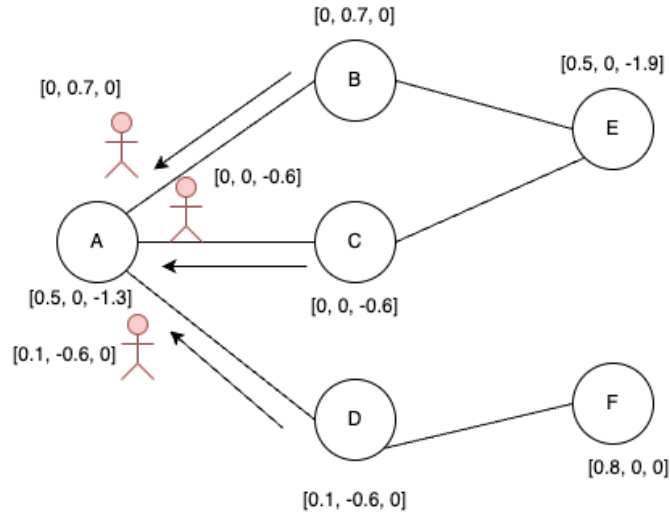 [0, 0.7, 0]
[0.5, 0, -1.9]
[0, 0.7, 0]
B
E
[0, 0, -0.6]
A
C
[0.5, 0, -1.3]
[0, 0, -0.6]
[0.1, -0.6, 0]
D
F
[0.8, 0, 0]
[0.1, -0.6, 0]